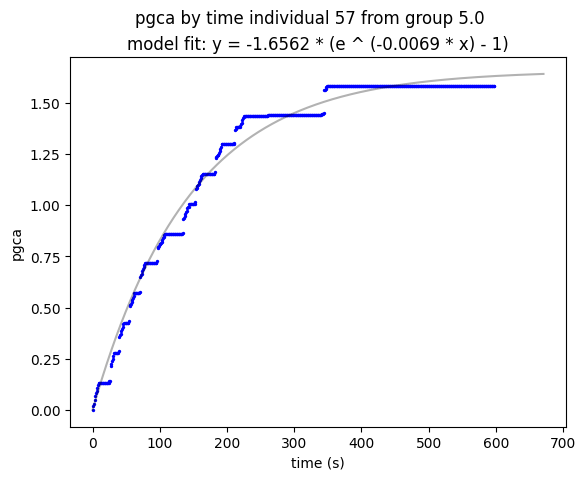 pgca by time individual 57 from group 5.0
model fit: y = -1.6562 * (e ^ (-0.0069 * x) - 1)
1.50
1.25
1.00
0.75
0.50
0.25
0.00
pgca
0 100 200 300 400 500 600 700
time (s)